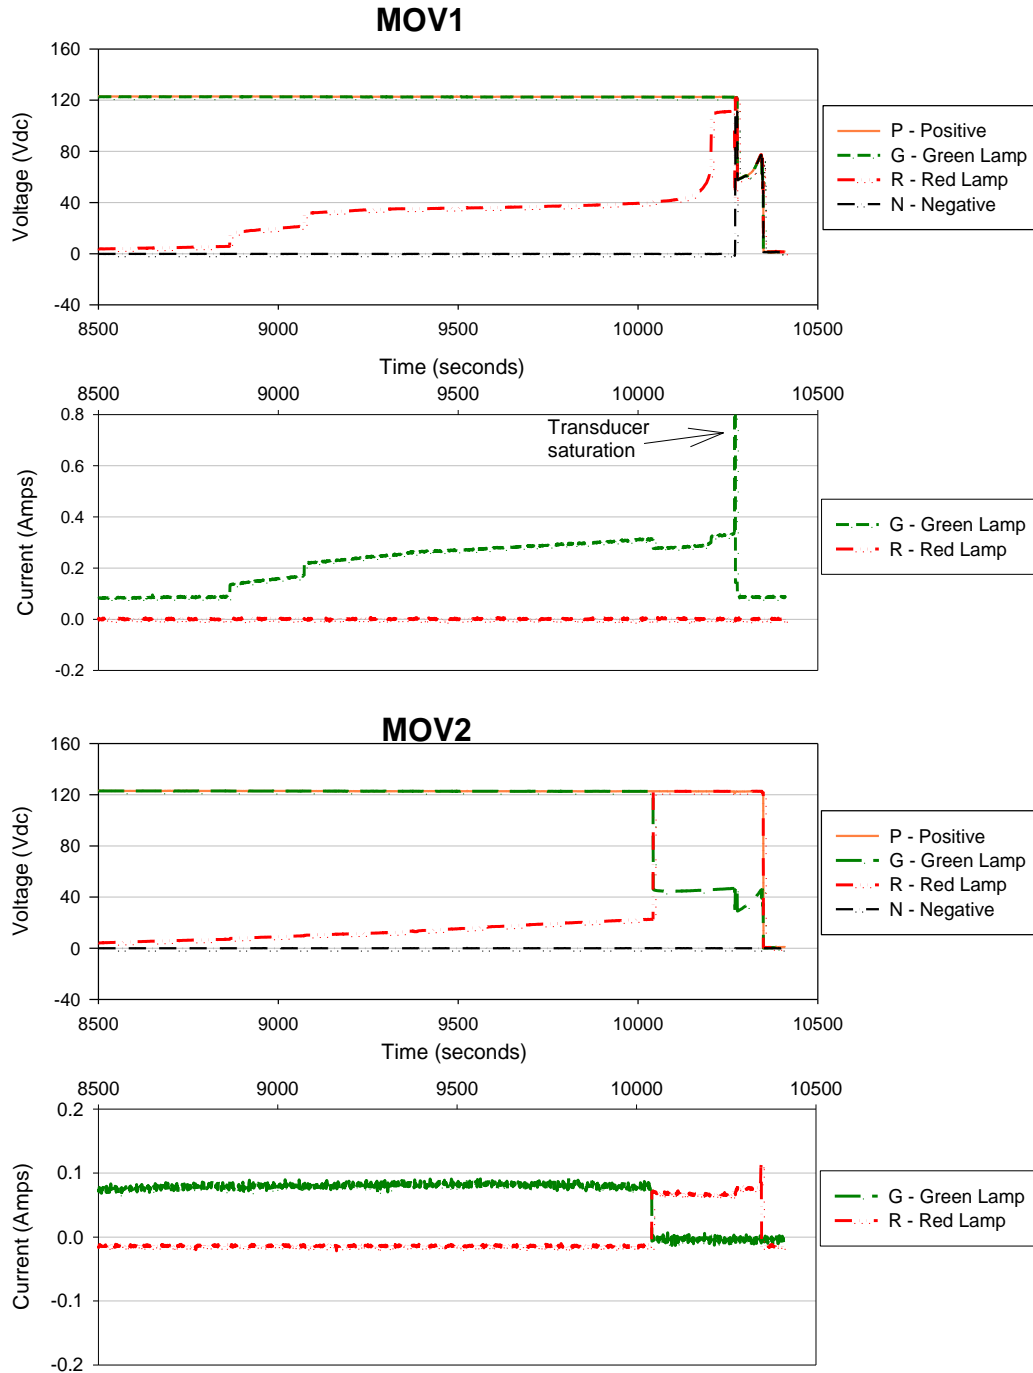 MOV1
160
120
80
40
0
-40
Voltage (Vdc)
8500 9000 9500 10000 10500
Time (seconds)
P - Positive
G - Green Lamp
R - Red Lamp
N - Negative
8500 9000 9500 10000 10500
0.8
0.6
0.4
0.2
0.0
-0.2
Current (Amps)
Transducer
saturation
G - Green Lamp
R - Red Lamp
MOV2
160
120
80
40
0
-40
Voltage (Vdc)
8500 9000 9500 10000 10500
Time (seconds)
P - Positive
G - Green Lamp
R - Red Lamp
N - Negative
8500 9000 9500 10000 10500
0.2
0.1
0.0
-0.1
-0.2
Current (Amps)
G - Green Lamp
R - Red Lamp